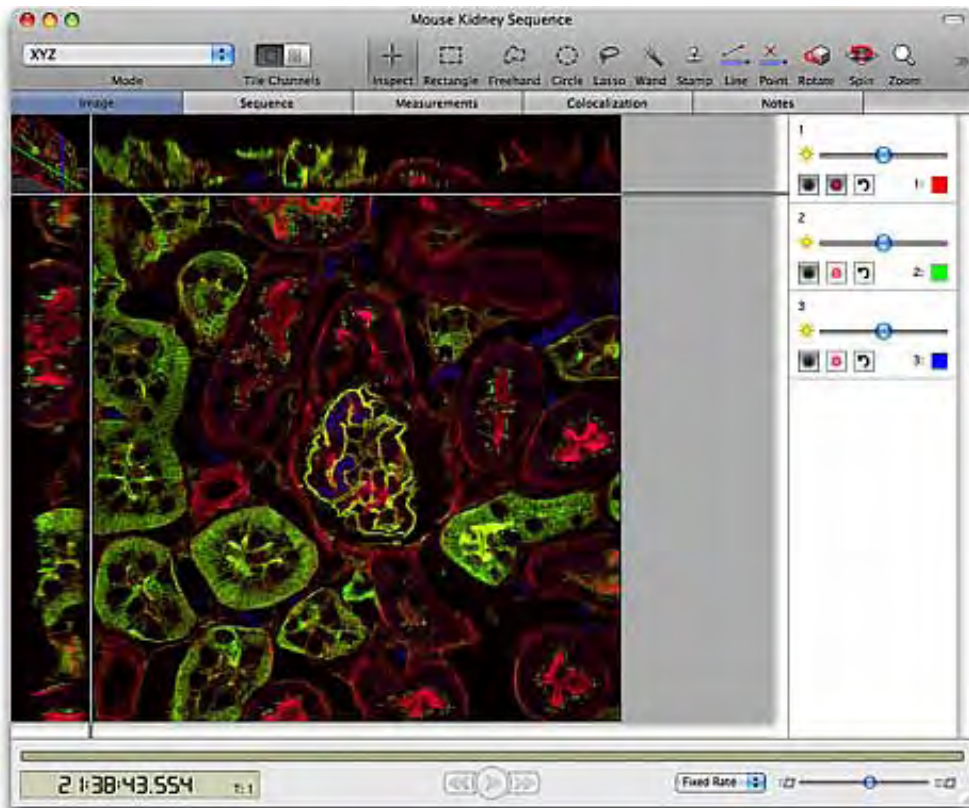 Mouse Kidney Sequence
XYZ
Mode Tile Channels Inspect Rectangle Freehand Circle Lasso Wand Stamp Line Point Rotate Spin Zoom
Image Sequence Measurements Colocalization Notes
1
1:
2
2:
3
3:
21:38:43.554 T: 1 Fixed Rate